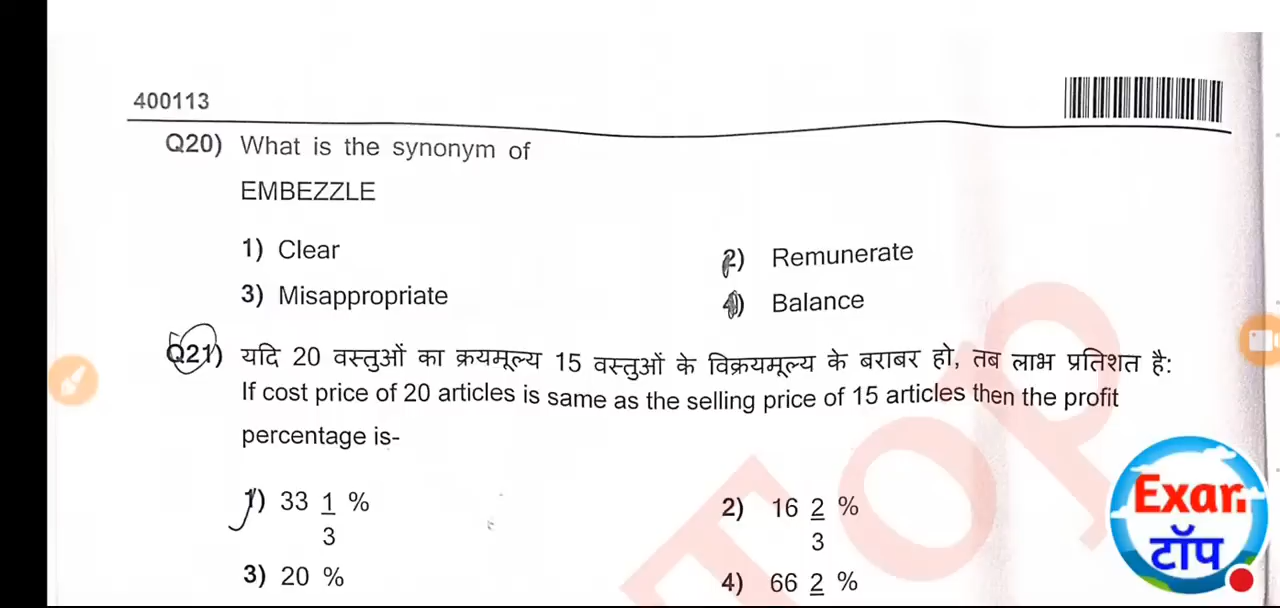 400113
Q20) What is the synonym of
EMBEZZLE
1) Clear 2) Remunerate
3) Misappropriate 4) Balance
Q21) यदि 20 वस्तुओं का क्रयमूल्य 15 वस्तुओं के विक्रयमूल्य के बराबर हो, तब लाभ प्रतिशत है:
If cost price of 20 articles is same as the selling price of 15 articles then the profit
percentage is-
1) 33 1/3 % 2) 16 2/3 %
3) 20 % 4) 66 2 %
TOP
Exam
टॉप